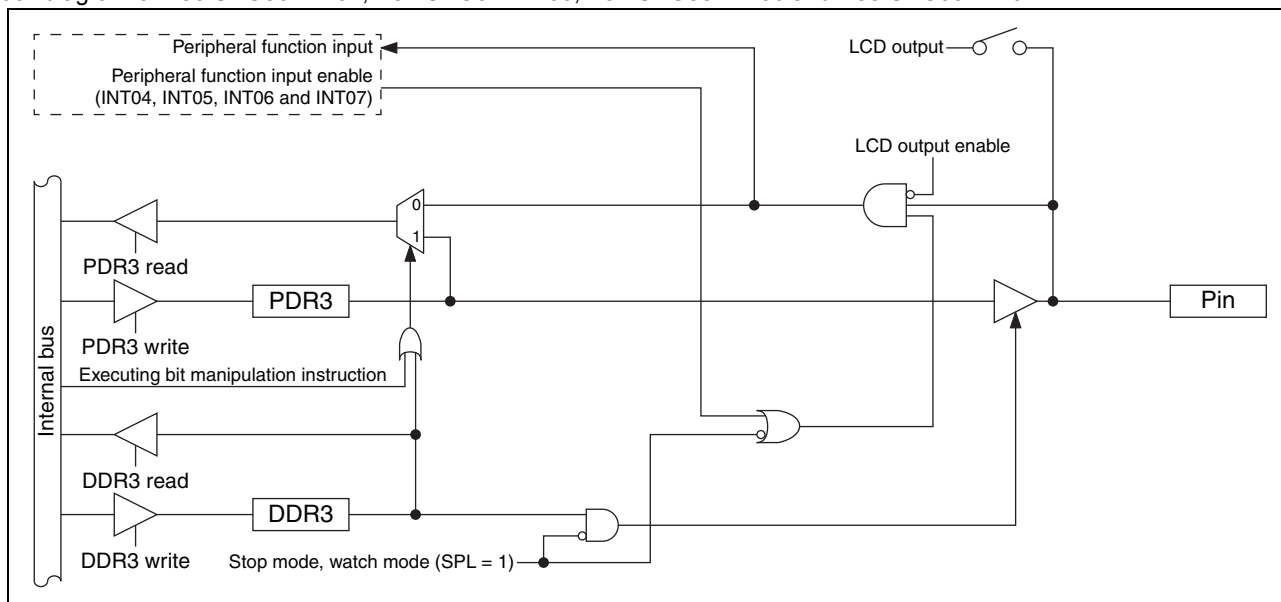 Peripheral function input
Peripheral function input enable
(INT04, INT05, INT06 and INT07)
LCD output
LCD output enable
0
1
PDR3 read
PDR3
Pin
PDR3 write
Executing bit manipulation instruction
Internal bus
DDR3 read
DDR3
DDR3 write
Stop mode, watch mode (SPL = 1)